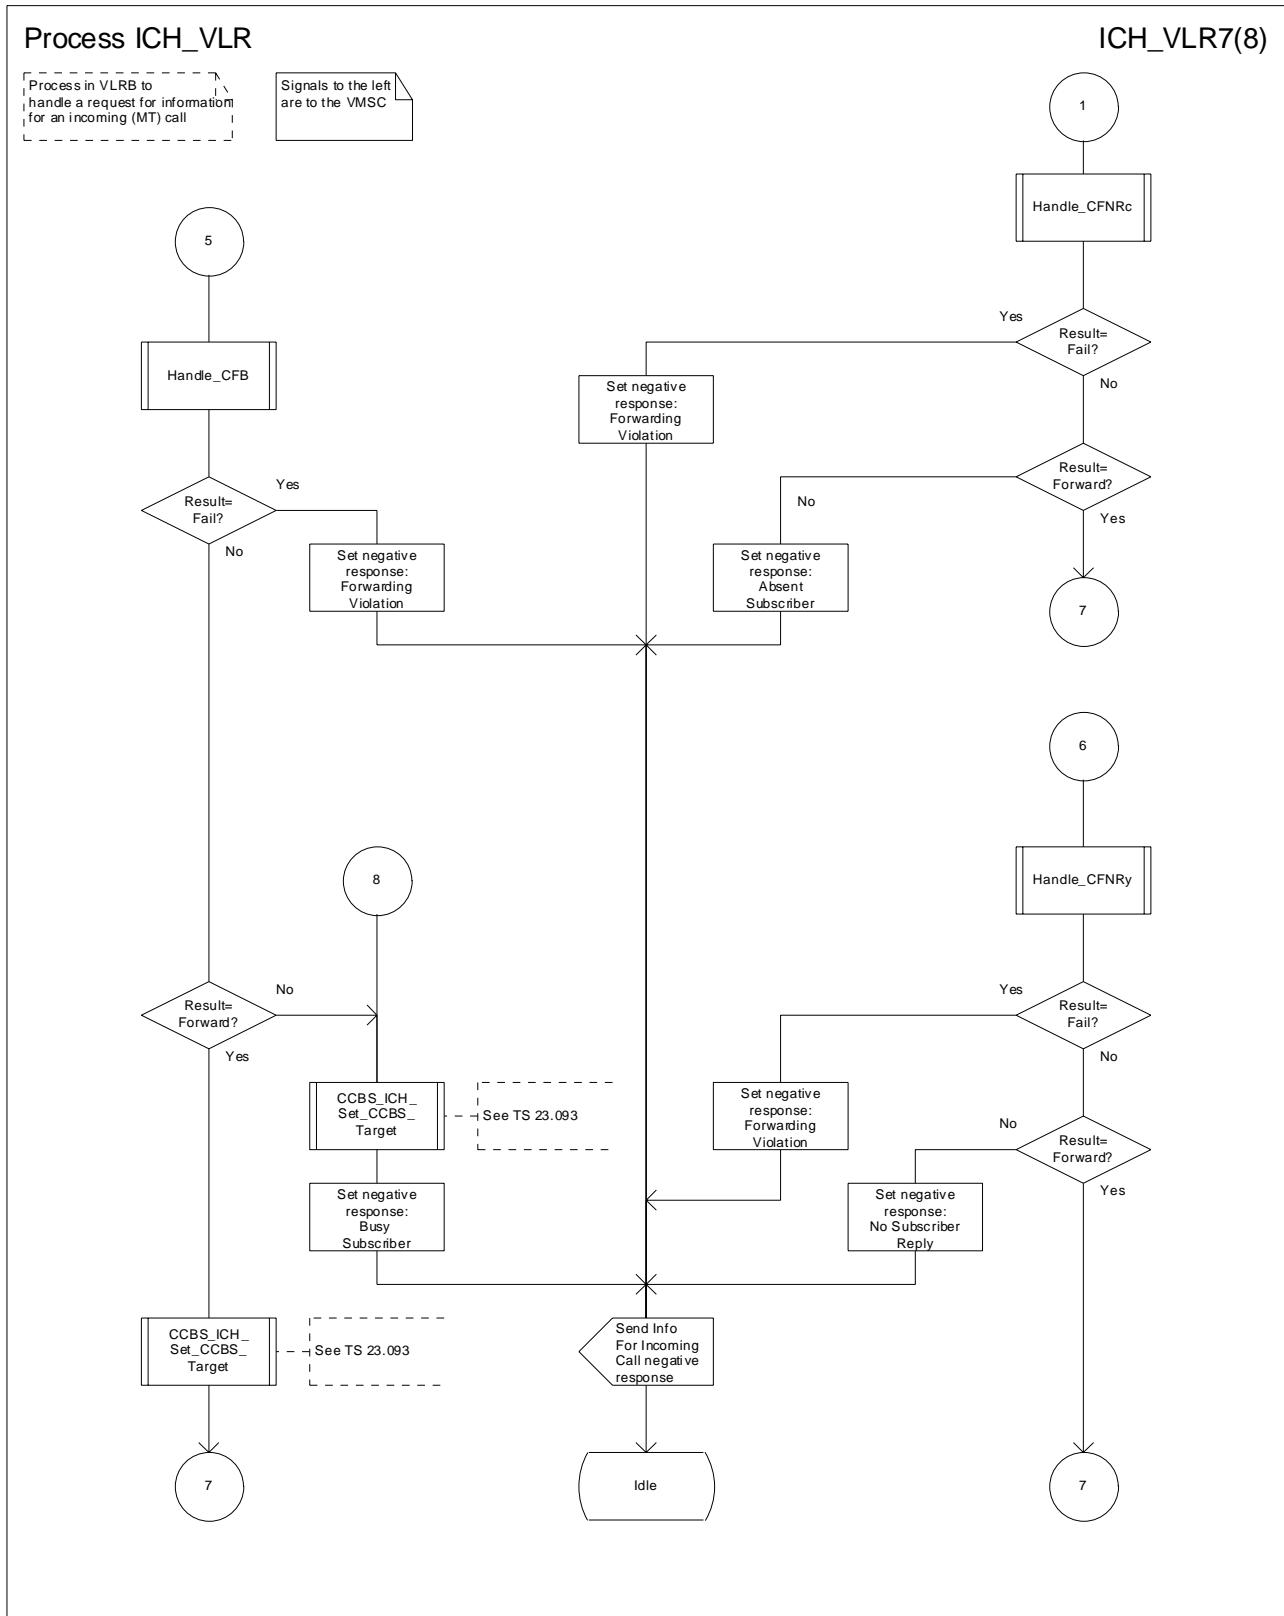 Process ICH_VLR
ICH_VLR7(8)
Process in VLRB to
handle a request for information
for an incoming (MT) call
Signals to the left
are to the VMSC
1
Handle_CFNRc
5
Yes
Result=
Fail?
Handle_CFB
No
Set negative
response:
Forwarding
Violation
Result=
Fail?
Yes
No
Result=
Forward?
No
Yes
Set negative
response:
Forwarding
Violation
Set negative
response:
Absent
Subscriber
7
6
8
Handle_CFNRy
Result=
Forward?
No
Yes
Yes
Result=
Fail?
No
CCBS_ICH_
Set_CCBS_
Target
See TS 23.093
Set negative
response:
Forwarding
Violation
No
Result=
Forward?
Yes
Set negative
response:
Busy
Subscriber
Set negative
response:
No Subscriber
Reply
CCBS_ICH_
Set_CCBS_
Target
See TS 23.093
Send Info
For Incoming
Call negative
response
7
Idle
7